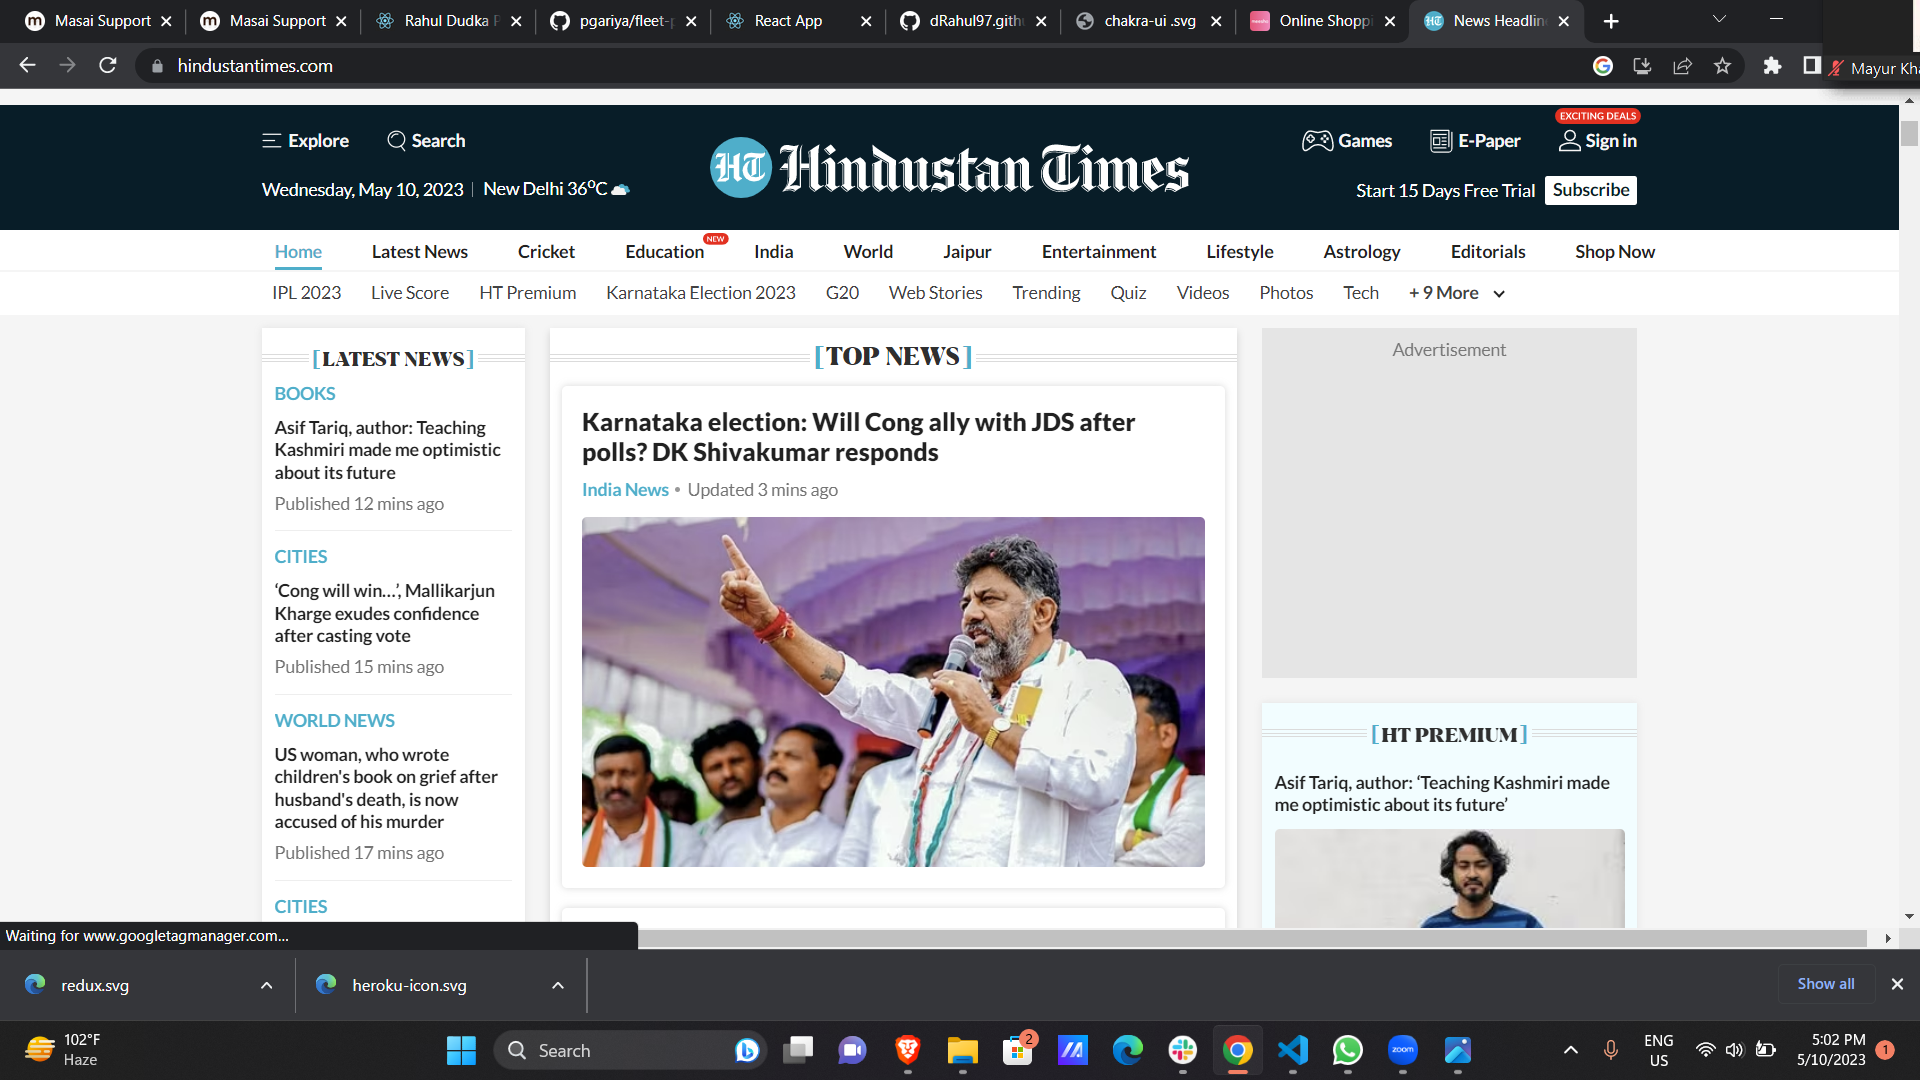 Masai Support
Masai Support
Rahul Dudka P
pgariya/fleet-p
React App
dRahul97.gith
chakra-ui .svg
Online Shoppi
News Headline
hindustantimes.com
Mayur Kha
Explore
Search
Wednesday, May 10, 2023
New Delhi 36°C
HT Hindustan Times
Games
E-Paper
EXCITING DEALS
Sign in
Start 15 Days Free Trial
Subscribe
Home
Latest News
Cricket
Education
NEW
India
World
Jaipur
Entertainment
Lifestyle
Astrology
Editorials
Shop Now
IPL 2023
Live Score
HT Premium
Karnataka Election 2023
G20
Web Stories
Trending
Quiz
Videos
Photos
Tech
+ 9 More
[LATEST NEWS]
BOOKS
Asif Tariq, author: Teaching
Kashmiri made me optimistic
about its future
Published 12 mins ago
CITIES
‘Cong will win...’, Mallikarjun
Kharge exudes confidence
after casting vote
Published 15 mins ago
WORLD NEWS
US woman, who wrote
children's book on grief after
husband's death, is now
accused of his murder
Published 17 mins ago
CITIES
[TOP NEWS]
Karnataka election: Will Cong ally with JDS after
polls? DK Shivakumar responds
India News • Updated 3 mins ago
Advertisement
[HT PREMIUM]
Asif Tariq, author: ‘Teaching Kashmiri made
me optimistic about its future’
Waiting for www.googletagmanager.com...
redux.svg
heroku-icon.svg
Show all
102°F
Haze
Search
2
zoom
ENG
US
5:02 PM
5/10/2023
1